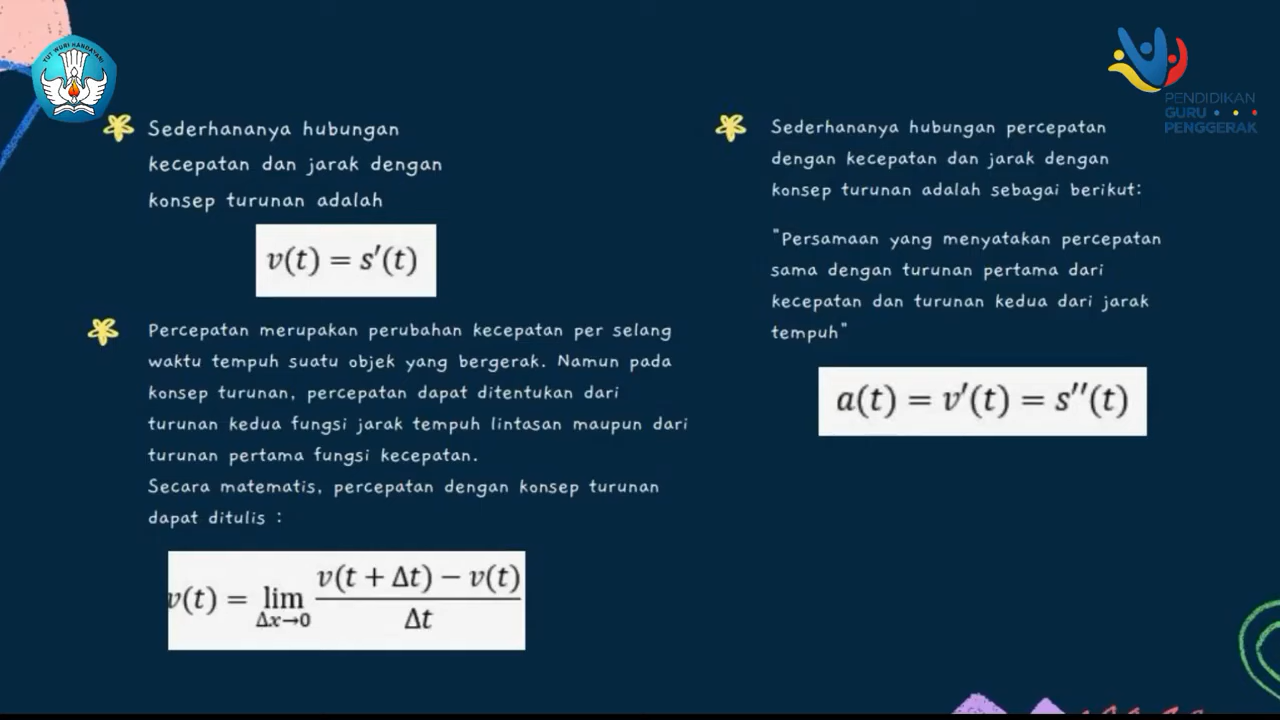 TUT WURI HANDAYANI
PENDIDIKAN
GURU
PENGGERAK
Sederhananya hubungan
kecepatan dan jarak dengan
konsep turunan adalah
v(t) = s′(t)
Percepatan merupakan perubahan kecepatan per selang
waktu tempuh suatu objek yang bergerak. Namun pada
konsep turunan, percepatan dapat ditentukan dari
turunan kedua fungsi jarak tempuh lintasan maupun dari
turunan pertama fungsi kecepatan.
Secara matematis, percepatan dengan konsep turunan
dapat ditulis :
v(t) = lim Δx→0 v(t + Δt) − v(t) / Δt
Sederhananya hubungan percepatan
dengan kecepatan dan jarak dengan
konsep turunan adalah sebagai berikut:
"Persamaan yang menyatakan percepatan
sama dengan turunan pertama dari
kecepatan dan turunan kedua dari jarak
tempuh"
a(t) = v′(t) = s′′(t)